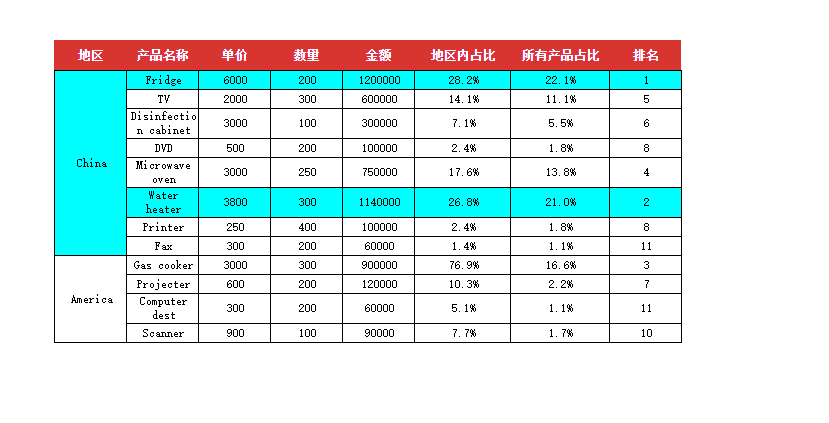 地区 产品名称 单价 数量 金额 地区内占比 所有产品占比 排名
China
Fridge 6000 200 1200000 28.2% 22.1% 1
TV 2000 300 600000 14.1% 11.1% 5
Disinfectio
n cabinet 3000 100 300000 7.1% 5.5% 6
DVD 500 200 100000 2.4% 1.8% 8
Microwave
oven 3000 250 750000 17.6% 13.8% 4
Water
heater 3800 300 1140000 26.8% 21.0% 2
Printer 250 400 100000 2.4% 1.8% 8
Fax 300 200 60000 1.4% 1.1% 11
America
Gas cooker 3000 300 900000 76.9% 16.6% 3
Projecter 600 200 120000 10.3% 2.2% 7
Computer
dest 300 200 60000 5.1% 1.1% 11
Scanner 900 100 90000 7.7% 1.7% 10